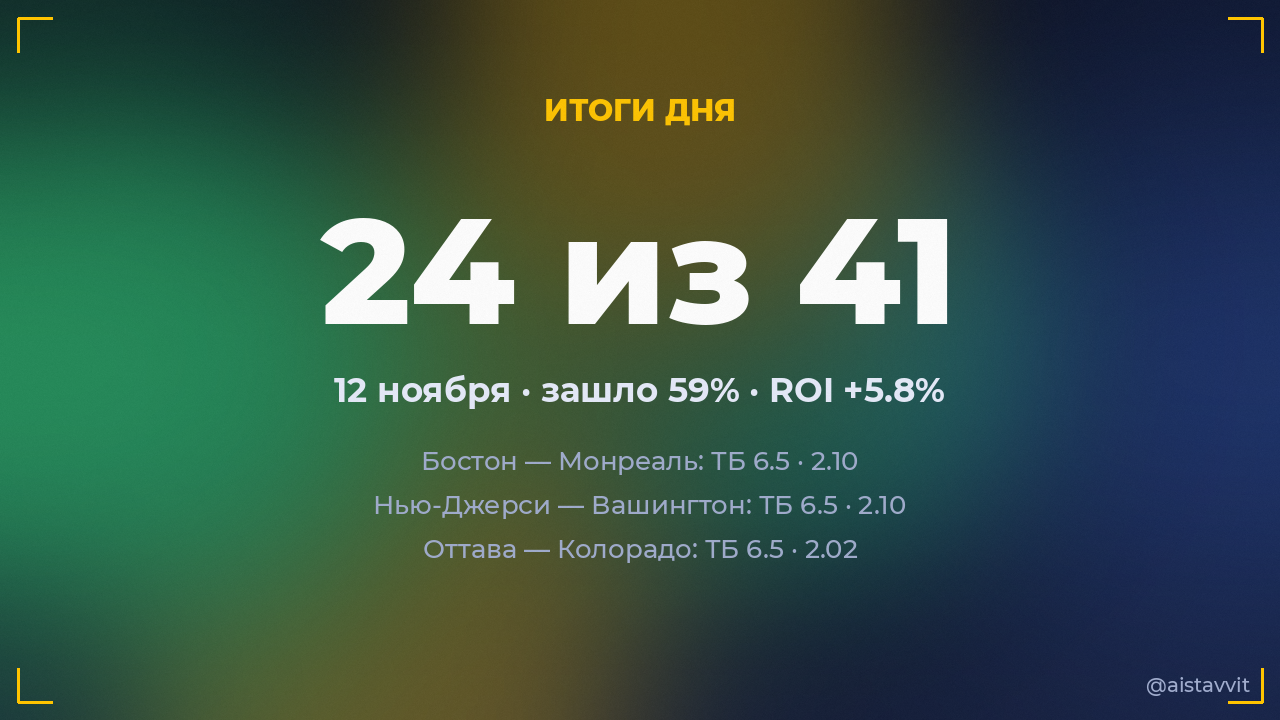 ИТОГИ ДНЯ
24 из 41
12 ноября · зашло 59% · ROI +5.8%
Бостон — Монреаль: ТБ 6.5 · 2.10
Нью-Джерси — Вашингтон: ТБ 6.5 · 2.10
Оттава — Колорадо: ТБ 6.5 · 2.02
@aistavvit